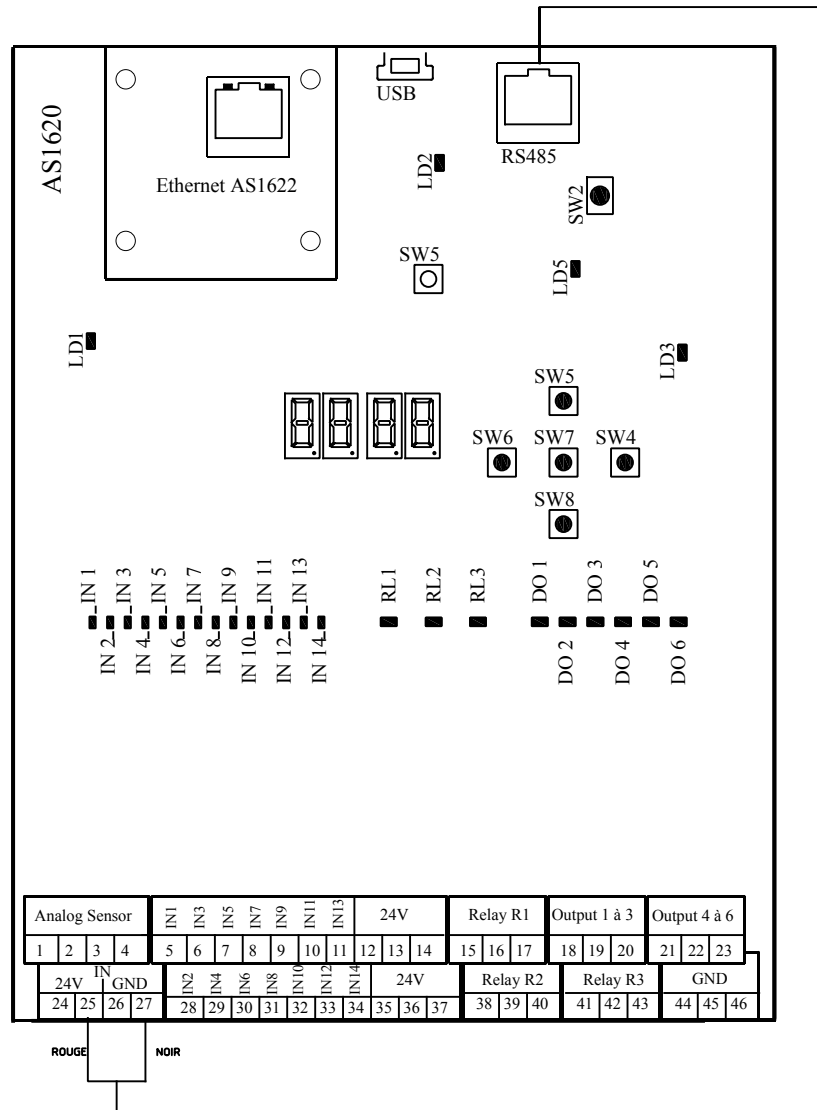 USB
RS485
AS1620
Ethernet AS1622
LD2
SW2
SW5
LD5
LD1
LD3
SW5
SW6 SW7 SW4
SW8
IN 1 IN 3 IN 5 IN 7 IN 9 IN 11 IN 13
IN 2 IN 4 IN 6 IN 8 IN 10 IN 12 IN 14
RL1 RL2 RL3
DO 1 DO 3 DO 5
DO 2 DO 4 DO 6
Analog Sensor IN1 IN3 IN5 IN7 IN9 IN11 IN13 24V Relay R1 Output 1 à 3 Output 4 à 6
1 2 3 4 5 6 7 8 9 10 11 12 13 14 15 16 17 18 19 20 21 22 23
IN
24V GND IN2 IN4 IN6 IN8 IN10 IN12 IN14 24V Relay R2 Relay R3 GND
24 25 26 27 28 29 30 31 32 33 34 35 36 37 38 39 40 41 42 43 44 45 46
ROUGE NOIR